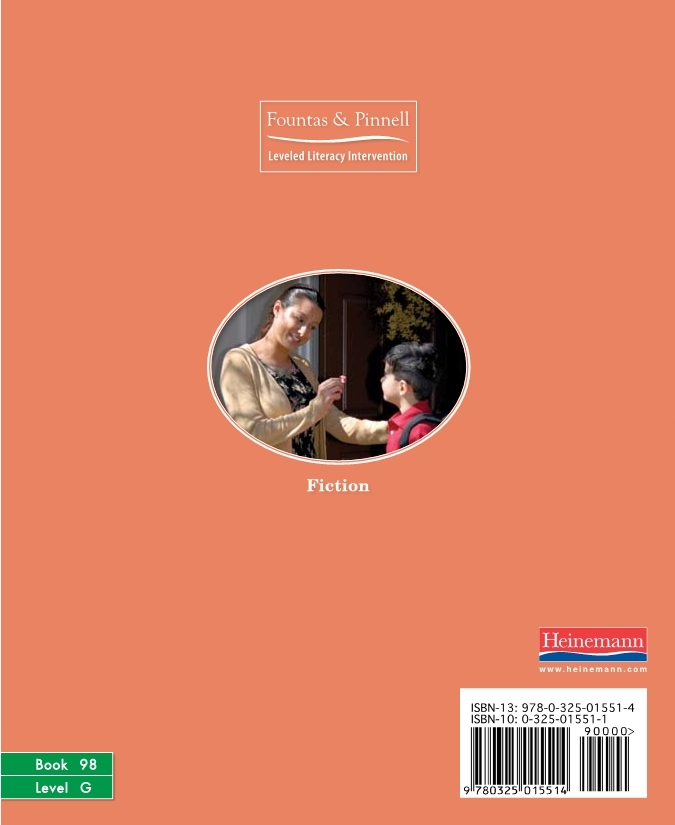 Fountas & Pinnell
Leveled Literacy Intervention
Fiction
Heinemann
www.heinemann.com
ISBN-13: 978-0-325-01551-4
ISBN-10: 0-325-01551-1
90000>
9 780325 015514
Book 98
Level G